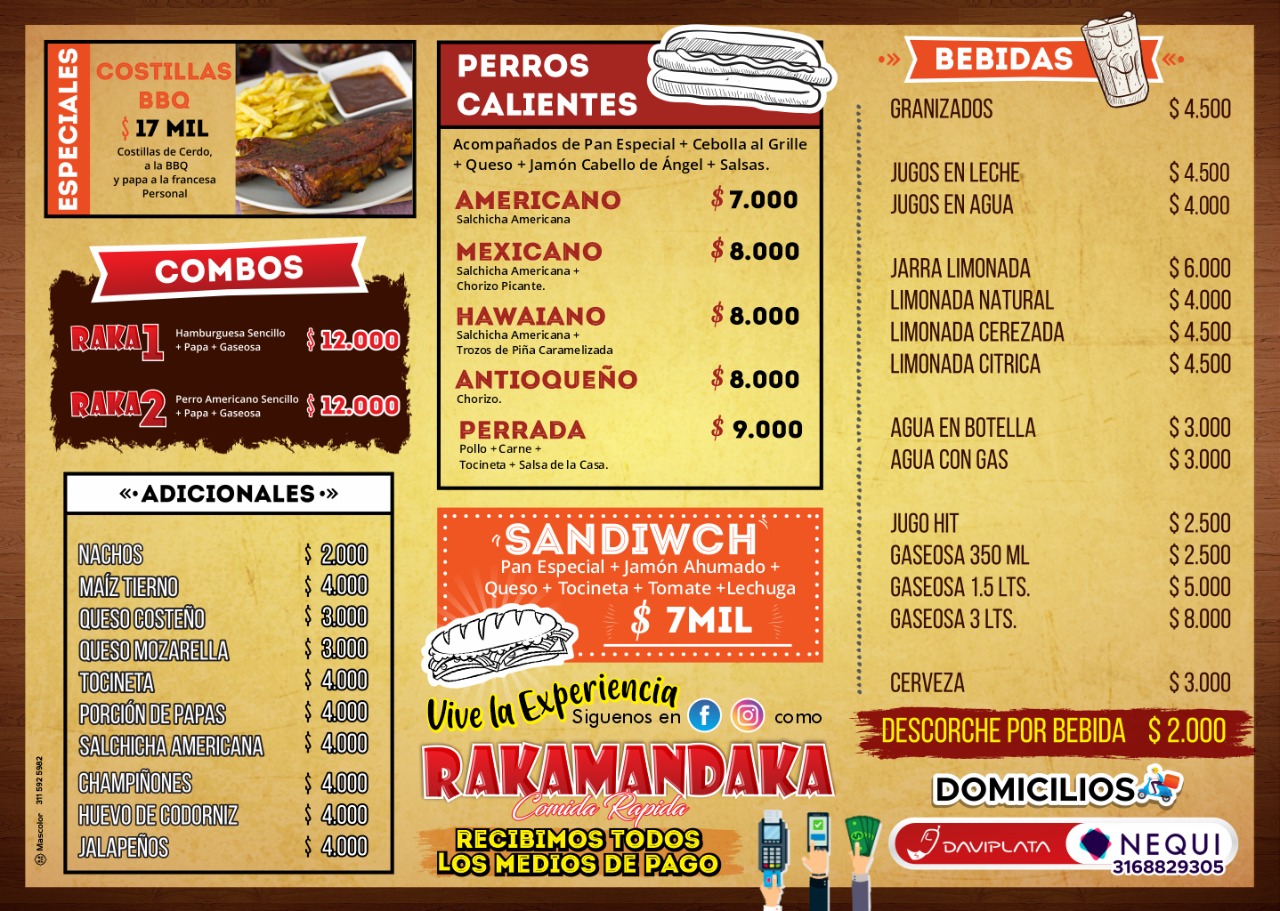 ESPECIALES
COSTILLAS
BBQ
$ 17 MIL
Costillas de Cerdo,
a la BBQ
y papa a la francesa
Personal
COMBOS
RAKA1 Hamburguesa Sencillo $ 12.000
+ Papa + Gaseosa
RAKA2 Perro Americano Sencillo $ 12.000
+ Papa + Gaseosa
«• ADICIONALES •»
NACHOS $ 2.000
MAÍZ TIERNO $ 4.000
QUESO COSTEÑO $ 3.000
QUESO MOZARELLA $ 3.000
TOCINETA $ 4.000
PORCIÓN DE PAPAS $ 4.000
SALCHICHA AMERICANA $ 4.000
CHAMPIÑONES $ 4.000
HUEVO DE CODORNIZ $ 4.000
JALAPEÑOS $ 4.000
Mascolor 311 592 5982
PERROS
CALIENTES
Acompañados de Pan Especial + Cebolla al Grille
+ Queso + Jamón Cabello de Ángel + Salsas.
AMERICANO $ 7.000
Salchicha Americana
MEXICANO $ 8.000
Salchicha Americana +
Chorizo Picante.
HAWAIANO $ 8.000
Salchicha Americana +
Trozos de Piña Caramelizada
ANTIOQUEÑO $ 8.000
Chorizo.
PERRADA $ 9.000
Pollo + Carne +
Tocineta + Salsa de la Casa.
SANDIWCH
Pan Especial + Jamón Ahumado +
Queso + Tocineta + Tomate +Lechuga
$ 7MIL
Vive la Experiencia
Siguenos en f como
RAKAMANDAKA
Comida Rapida
RECIBIMOS TODOS
LOS MEDIOS DE PAGO
BEBIDAS
GRANIZADOS $ 4.500
JUGOS EN LECHE $ 4.500
JUGOS EN AGUA $ 4.000
JARRA LIMONADA $ 6.000
LIMONADA NATURAL $ 4.000
LIMONADA CEREZADA $ 4.500
LIMONADA CITRICA $ 4.500
AGUA EN BOTELLA $ 3.000
AGUA CON GAS $ 3.000
JUGO HIT $ 2.500
GASEOSA 350 ML $ 2.500
GASEOSA 1.5 LTS. $ 5.000
GASEOSA 3 LTS. $ 8.000
CERVEZA $ 3.000
DESCORCHE POR BEBIDA $ 2.000
DOMICILIOS
DAVIPLATA NEQUI
3168829305